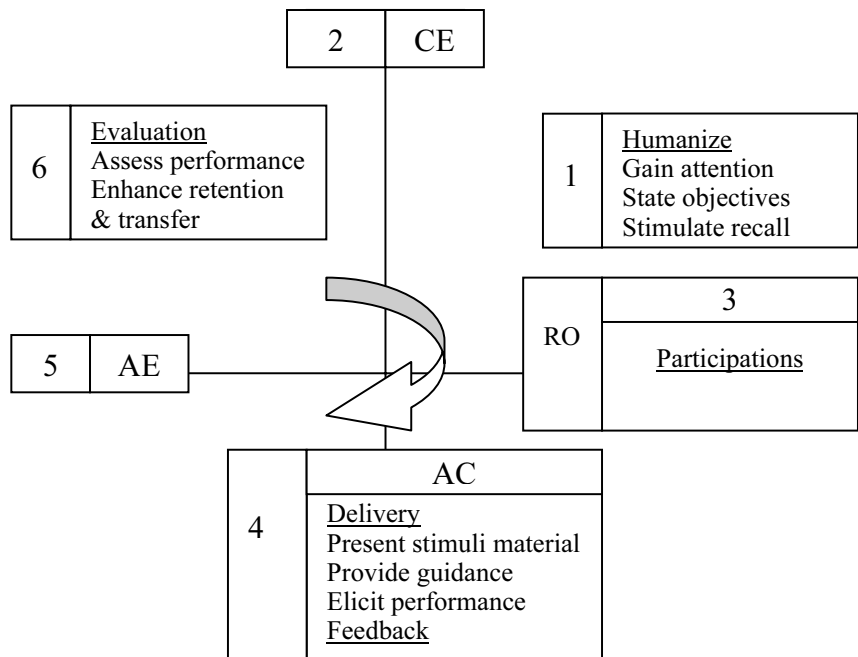 2 CE
6
Evaluation
Assess performance
Enhance retention
& transfer
1
Humanize
Gain attention
State objectives
Stimulate recall
RO
3
Participations
5 AE
4
AC
Delivery
Present stimuli material
Provide guidance
Elicit performance
Feedback